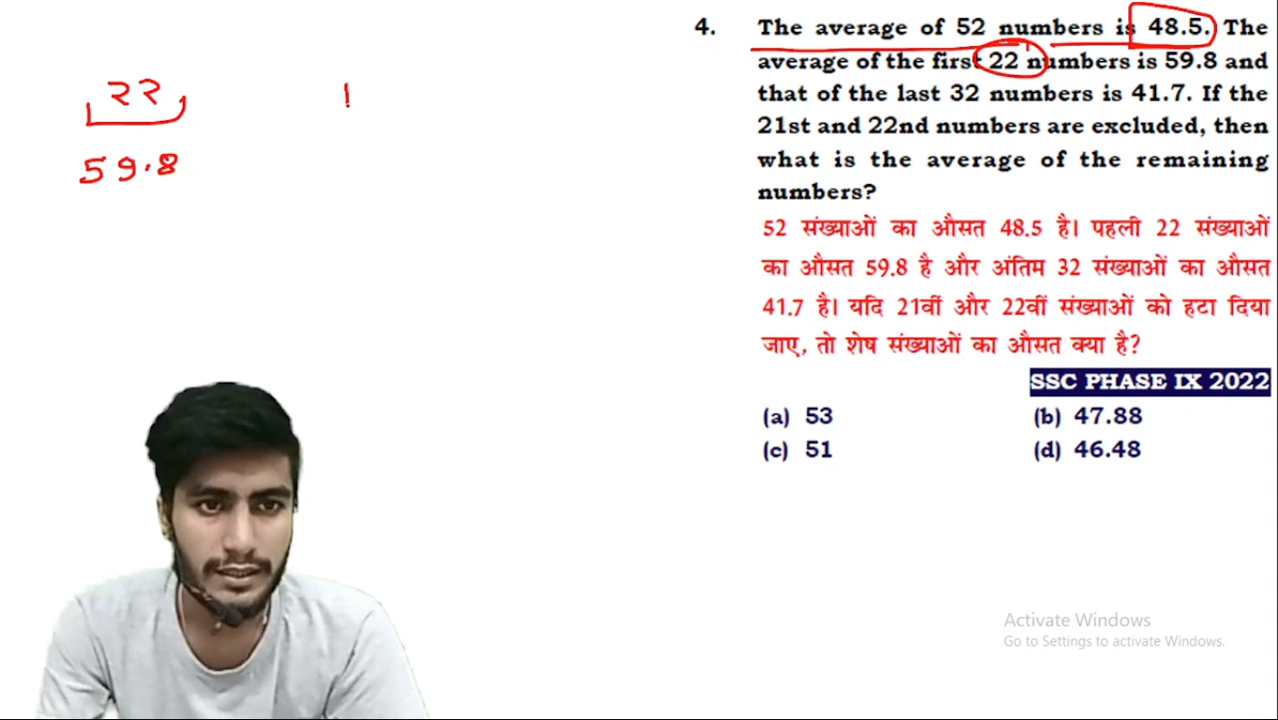 4. The average of 52 numbers is 48.5. The
average of the first 22 numbers is 59.8 and
that of the last 32 numbers is 41.7. If the
21st and 22nd numbers are excluded, then
what is the average of the remaining
numbers?
52 संख्याओं का औसत 48.5 है। पहली 22 संख्याओं
का औसत 59.8 है और अंतिम 32 संख्याओं का औसत
41.7 है। यदि 21वीं और 22वीं संख्याओं को हटा दिया
जाए, तो शेष संख्याओं का औसत क्या है?
SSC PHASE IX 2022
(a) 53 (b) 47.88
(c) 51 (d) 46.48
22
59.8
Activate Windows
Go to Settings to activate Windows.